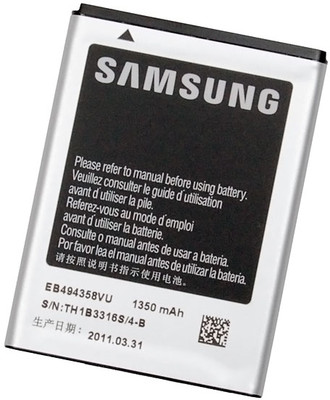 SAMSUNG
Please refer to manual before using battery.
Veuillez consulter le guide d'utilisation
avant d'utiliser la pile.
Referez-vous au mode d'emploi
avant d'utiliser la batterie.
Consulte o manual antes de usar a bateria.
Por favor lea el manual antes de utilizar la bateria.
请按照说明书指示使用电池
EB494358VU 1350 mAh
S/N:TH1B3316S/4-B
生产日期: 2011.03.31